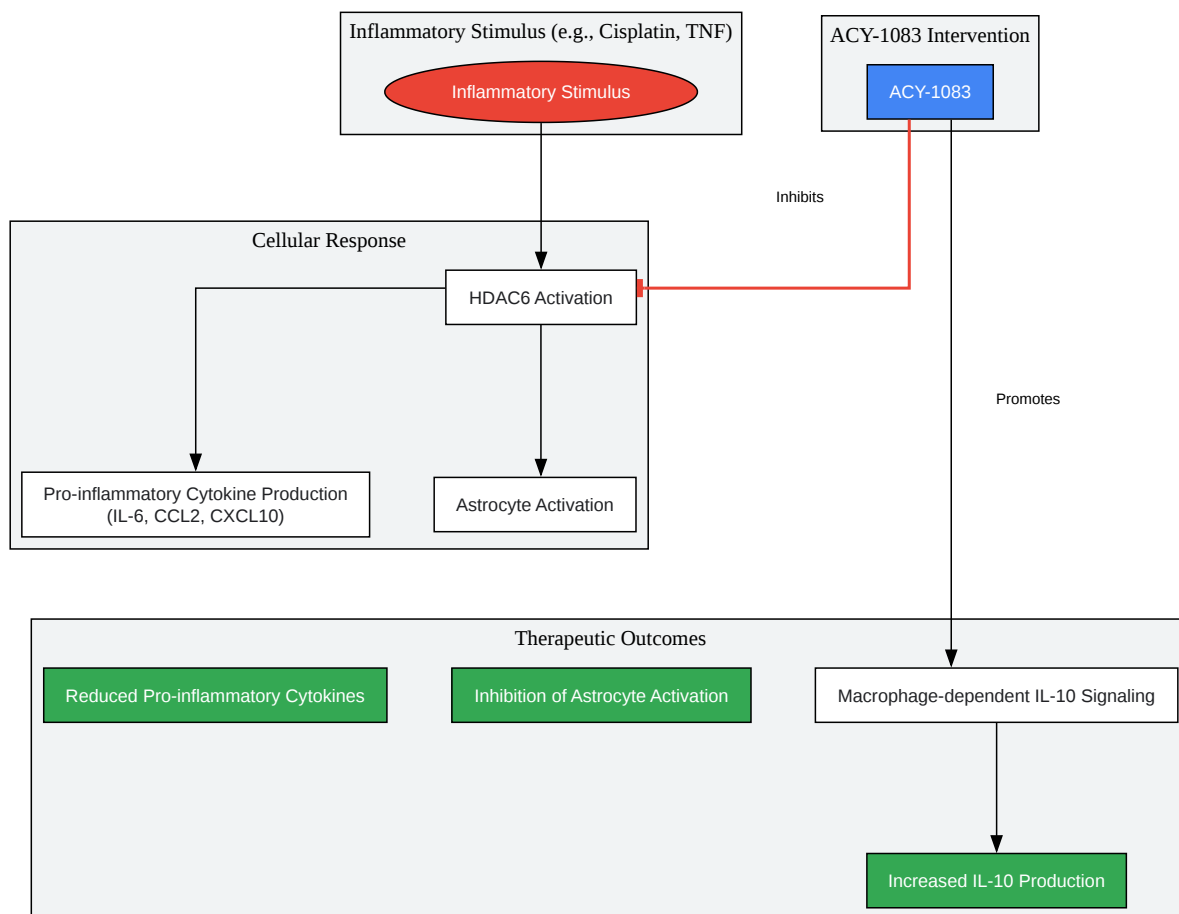 Inflammatory Stimulus (e.g., Cisplatin, TNF)
Inflammatory Stimulus
ACY-1083 Intervention
ACY-1083
Inhibits
Cellular Response
HDAC6 Activation
Promotes
Pro-inflammatory Cytokine Production
(IL-6, CCL2, CXCL10)
Astrocyte Activation
Therapeutic Outcomes
Reduced Pro-inflammatory Cytokines
Inhibition of Astrocyte Activation
Macrophage-dependent IL-10 Signaling
Increased IL-10 Production